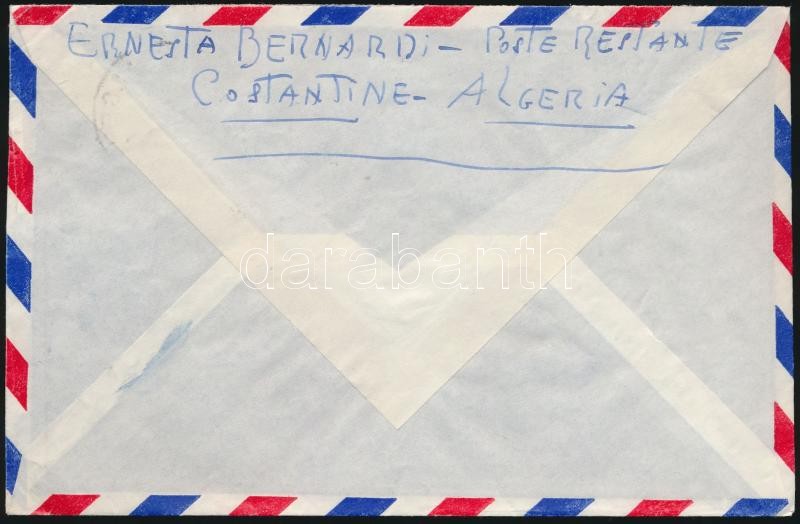 ERNESTA BERNARDI - POSTE RESTANTE
COSTANTINE - ALGERIA
darabanth